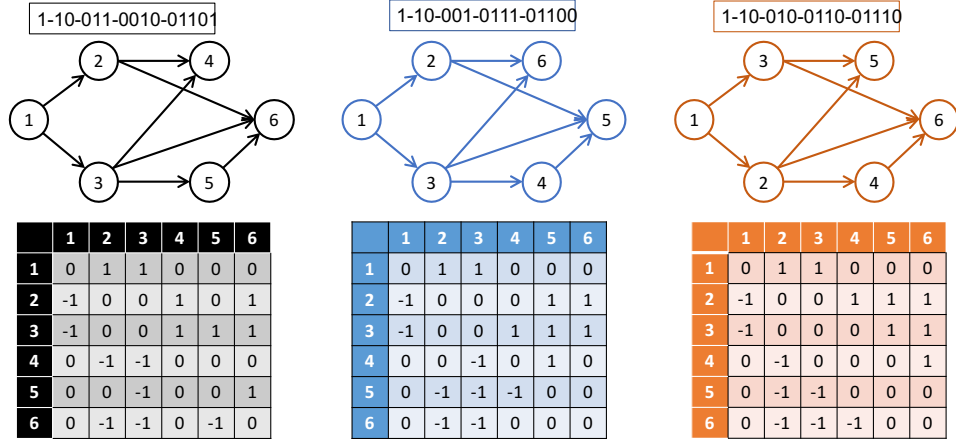 1-10-011-0010-01101
1-10-001-0111-01100
1-10-010-0110-01110
2 4
1 6
3 5
2 6
1 5
3 4
3 5
1 6
2 4
1 2 3 4 5 6
1 0 1 1 0 0 0
2 -1 0 0 1 0 1
3 -1 0 0 1 1 1
4 0 -1 -1 0 0 0
5 0 0 -1 0 0 1
6 0 -1 -1 0 -1 0
1 2 3 4 5 6
1 0 1 1 0 0 0
2 -1 0 0 0 1 1
3 -1 0 0 1 1 1
4 0 0 -1 0 1 0
5 0 -1 -1 -1 0 0
6 0 -1 -1 0 0 0
1 2 3 4 5 6
1 0 1 1 0 0 0
2 -1 0 0 1 1 1
3 -1 0 0 0 1 1
4 0 -1 0 0 0 1
5 0 -1 -1 0 0 0
6 0 -1 -1 -1 0 0